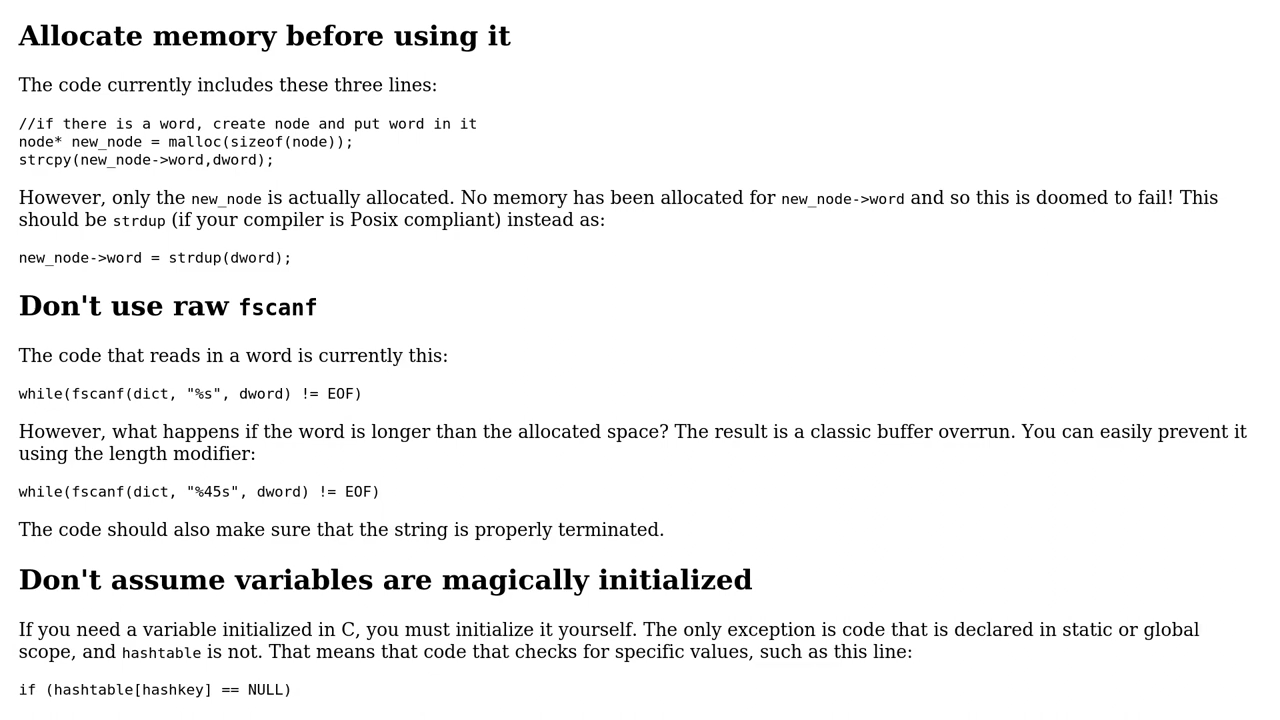 Allocate memory before using it
The code currently includes these three lines:
//if there is a word, create node and put word in it
node* new_node = malloc(sizeof(node));
strcpy(new_node->word,dword);
However, only the new_node is actually allocated. No memory has been allocated for new_node->word and so this is doomed to fail! This
should be strdup (if your compiler is Posix compliant) instead as:
new_node->word = strdup(dword);
Don't use raw fscanf
The code that reads in a word is currently this:
while(fscanf(dict, "%s", dword) != EOF)
However, what happens if the word is longer than the allocated space? The result is a classic buffer overrun. You can easily prevent it
using the length modifier:
while(fscanf(dict, "%45s", dword) != EOF)
The code should also make sure that the string is properly terminated.
Don't assume variables are magically initialized
If you need a variable initialized in C, you must initialize it yourself. The only exception is code that is declared in static or global
scope, and hashtable is not. That means that code that checks for specific values, such as this line:
if (hashtable[hashkey] == NULL)